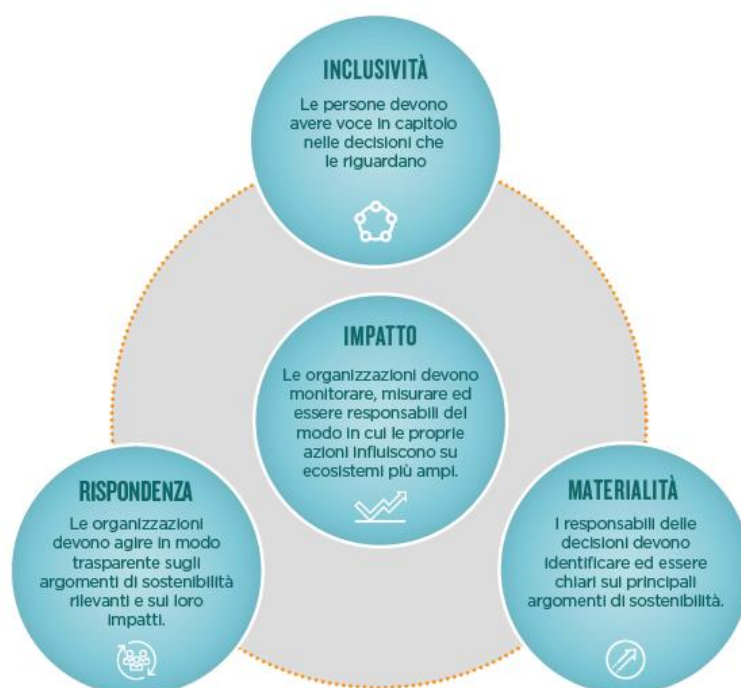 INCLUSIVITÀ
Le persone devono
avere voce in capitolo
nelle decisioni che
le riguardano
IMPATTO
Le organizzazioni devono
monitorare, misurare ed
essere responsabili del
modo in cui le proprie
azioni influiscono su
ecosistemi più ampi.
RISPONDENZA
Le organizzazioni
devono agire in modo
trasparente sugli
argomenti di sostenibilità
rilevanti e sui loro
impatti.
MATERIALITÀ
I responsabili delle
decisioni devono
identificare ed essere
chiari sui principali
argomenti di sostenibilità.